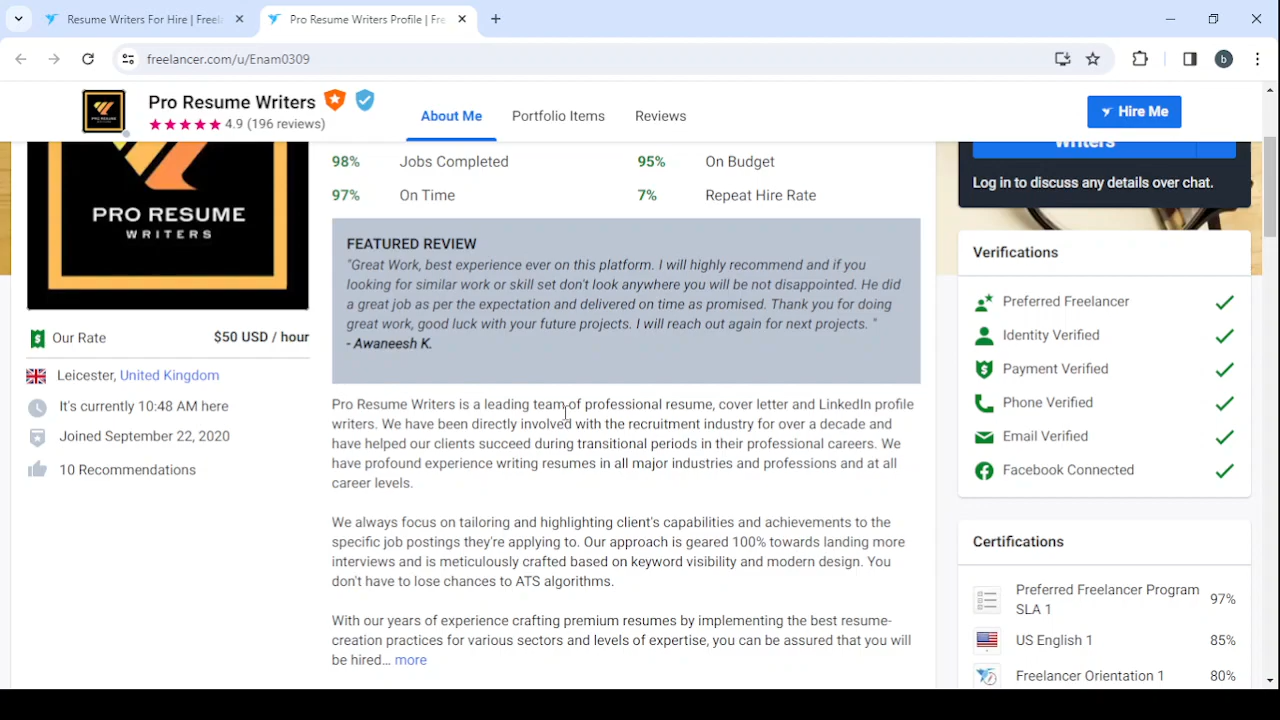 Resume Writers For Hire | Freel
Pro Resume Writers Profile | Fre
freelancer.com/u/Enam0309
b
Pro Resume Writers
4.9 (196 reviews)
About Me
Portfolio Items
Reviews
Hire Me
PRO RESUME
WRITERS
98% Jobs Completed
95% On Budget
97% On Time
7% Repeat Hire Rate
Writers
Log in to discuss any details over chat.
FEATURED REVIEW
"Great Work, best experience ever on this platform. I will highly recommend and if you
looking for similar work or skill set don't look anywhere you will be not disappointed. He did
a great job as per the expectation and delivered on time as promised. Thank you for doing
great work, good luck with your future projects. I will reach out again for next projects. "
- Awaneesh K.
Our Rate $50 USD / hour
Leicester, United Kingdom
It's currently 10:48 AM here
Joined September 22, 2020
10 Recommendations
Pro Resume Writers is a leading team of professional resume, cover letter and LinkedIn profile
writers. We have been directly involved with the recruitment industry for over a decade and
have helped our clients succeed during transitional periods in their professional careers. We
have profound experience writing resumes in all major industries and professions and at all
career levels.
We always focus on tailoring and highlighting client's capabilities and achievements to the
specific job postings they're applying to. Our approach is geared 100% towards landing more
interviews and is meticulously crafted based on keyword visibility and modern design. You
don't have to lose chances to ATS algorithms.
With our years of experience crafting premium resumes by implementing the best resume-
creation practices for various sectors and levels of expertise, you can be assured that you will
be hired... more
Verifications
Preferred Freelancer
Identity Verified
Payment Verified
Phone Verified
Email Verified
Facebook Connected
Certifications
Preferred Freelancer Program
SLA 1 97%
US English 1 85%
Freelancer Orientation 1 80%